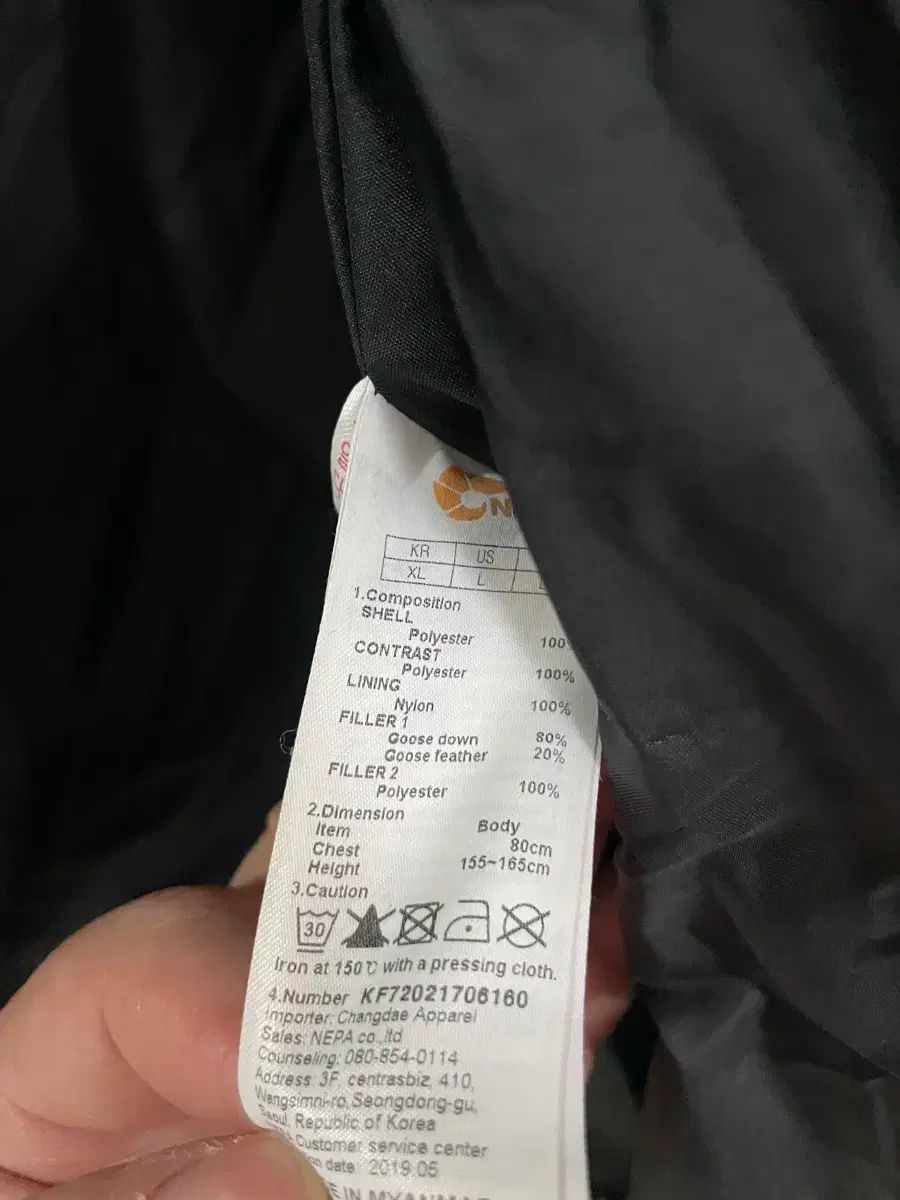 KR US
XL L
1.Composition
SHELL
Polyester 100
CONTRAST
Polyester 100%
LINING
Nylon 100%
FILLER 1
Goose down 80%
Goose feather 20%
FILLER 2
Polyester 100%
2.Dimension
Item Body
Chest 80cm
Height 155~165cm
3.Caution
30
Iron at 150℃ with a pressing cloth.
4.Number KF72021706160
Importer: Changdae Apparel
Sales: NEPA co.,ltd
Counseling: 080-854-0114
Address: 3F, centrasbiz, 410,
Wangsimni-ro, Seongdong-gu,
Seoul, Republic of Korea
Customer service center
date : 2019.05
IN MYANMAR